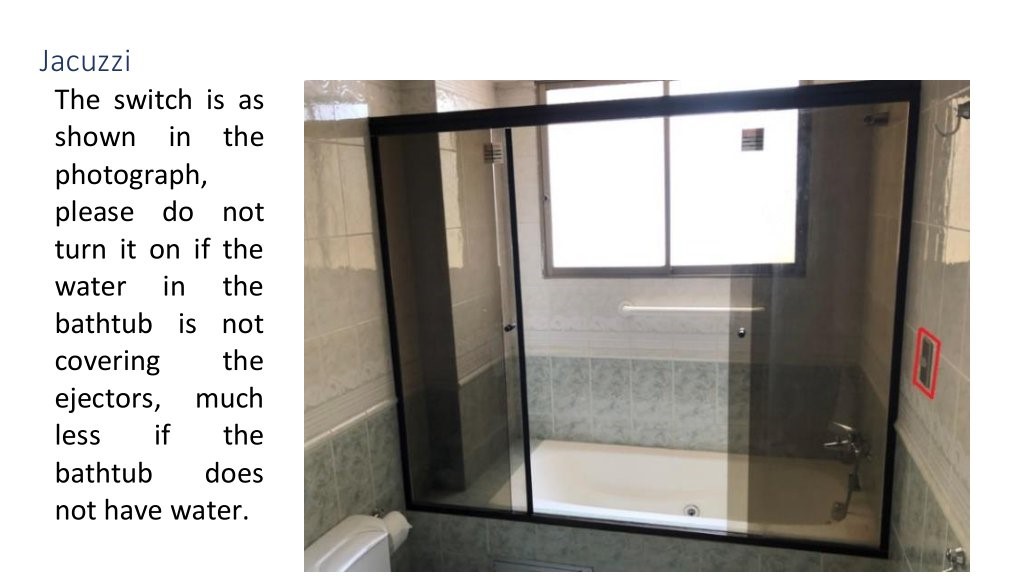 Jacuzzi
The switch is as
shown in the
photograph,
please do not
turn it on if the
water in the
bathtub is not
covering the
ejectors, much
less if the
bathtub does
not have water.